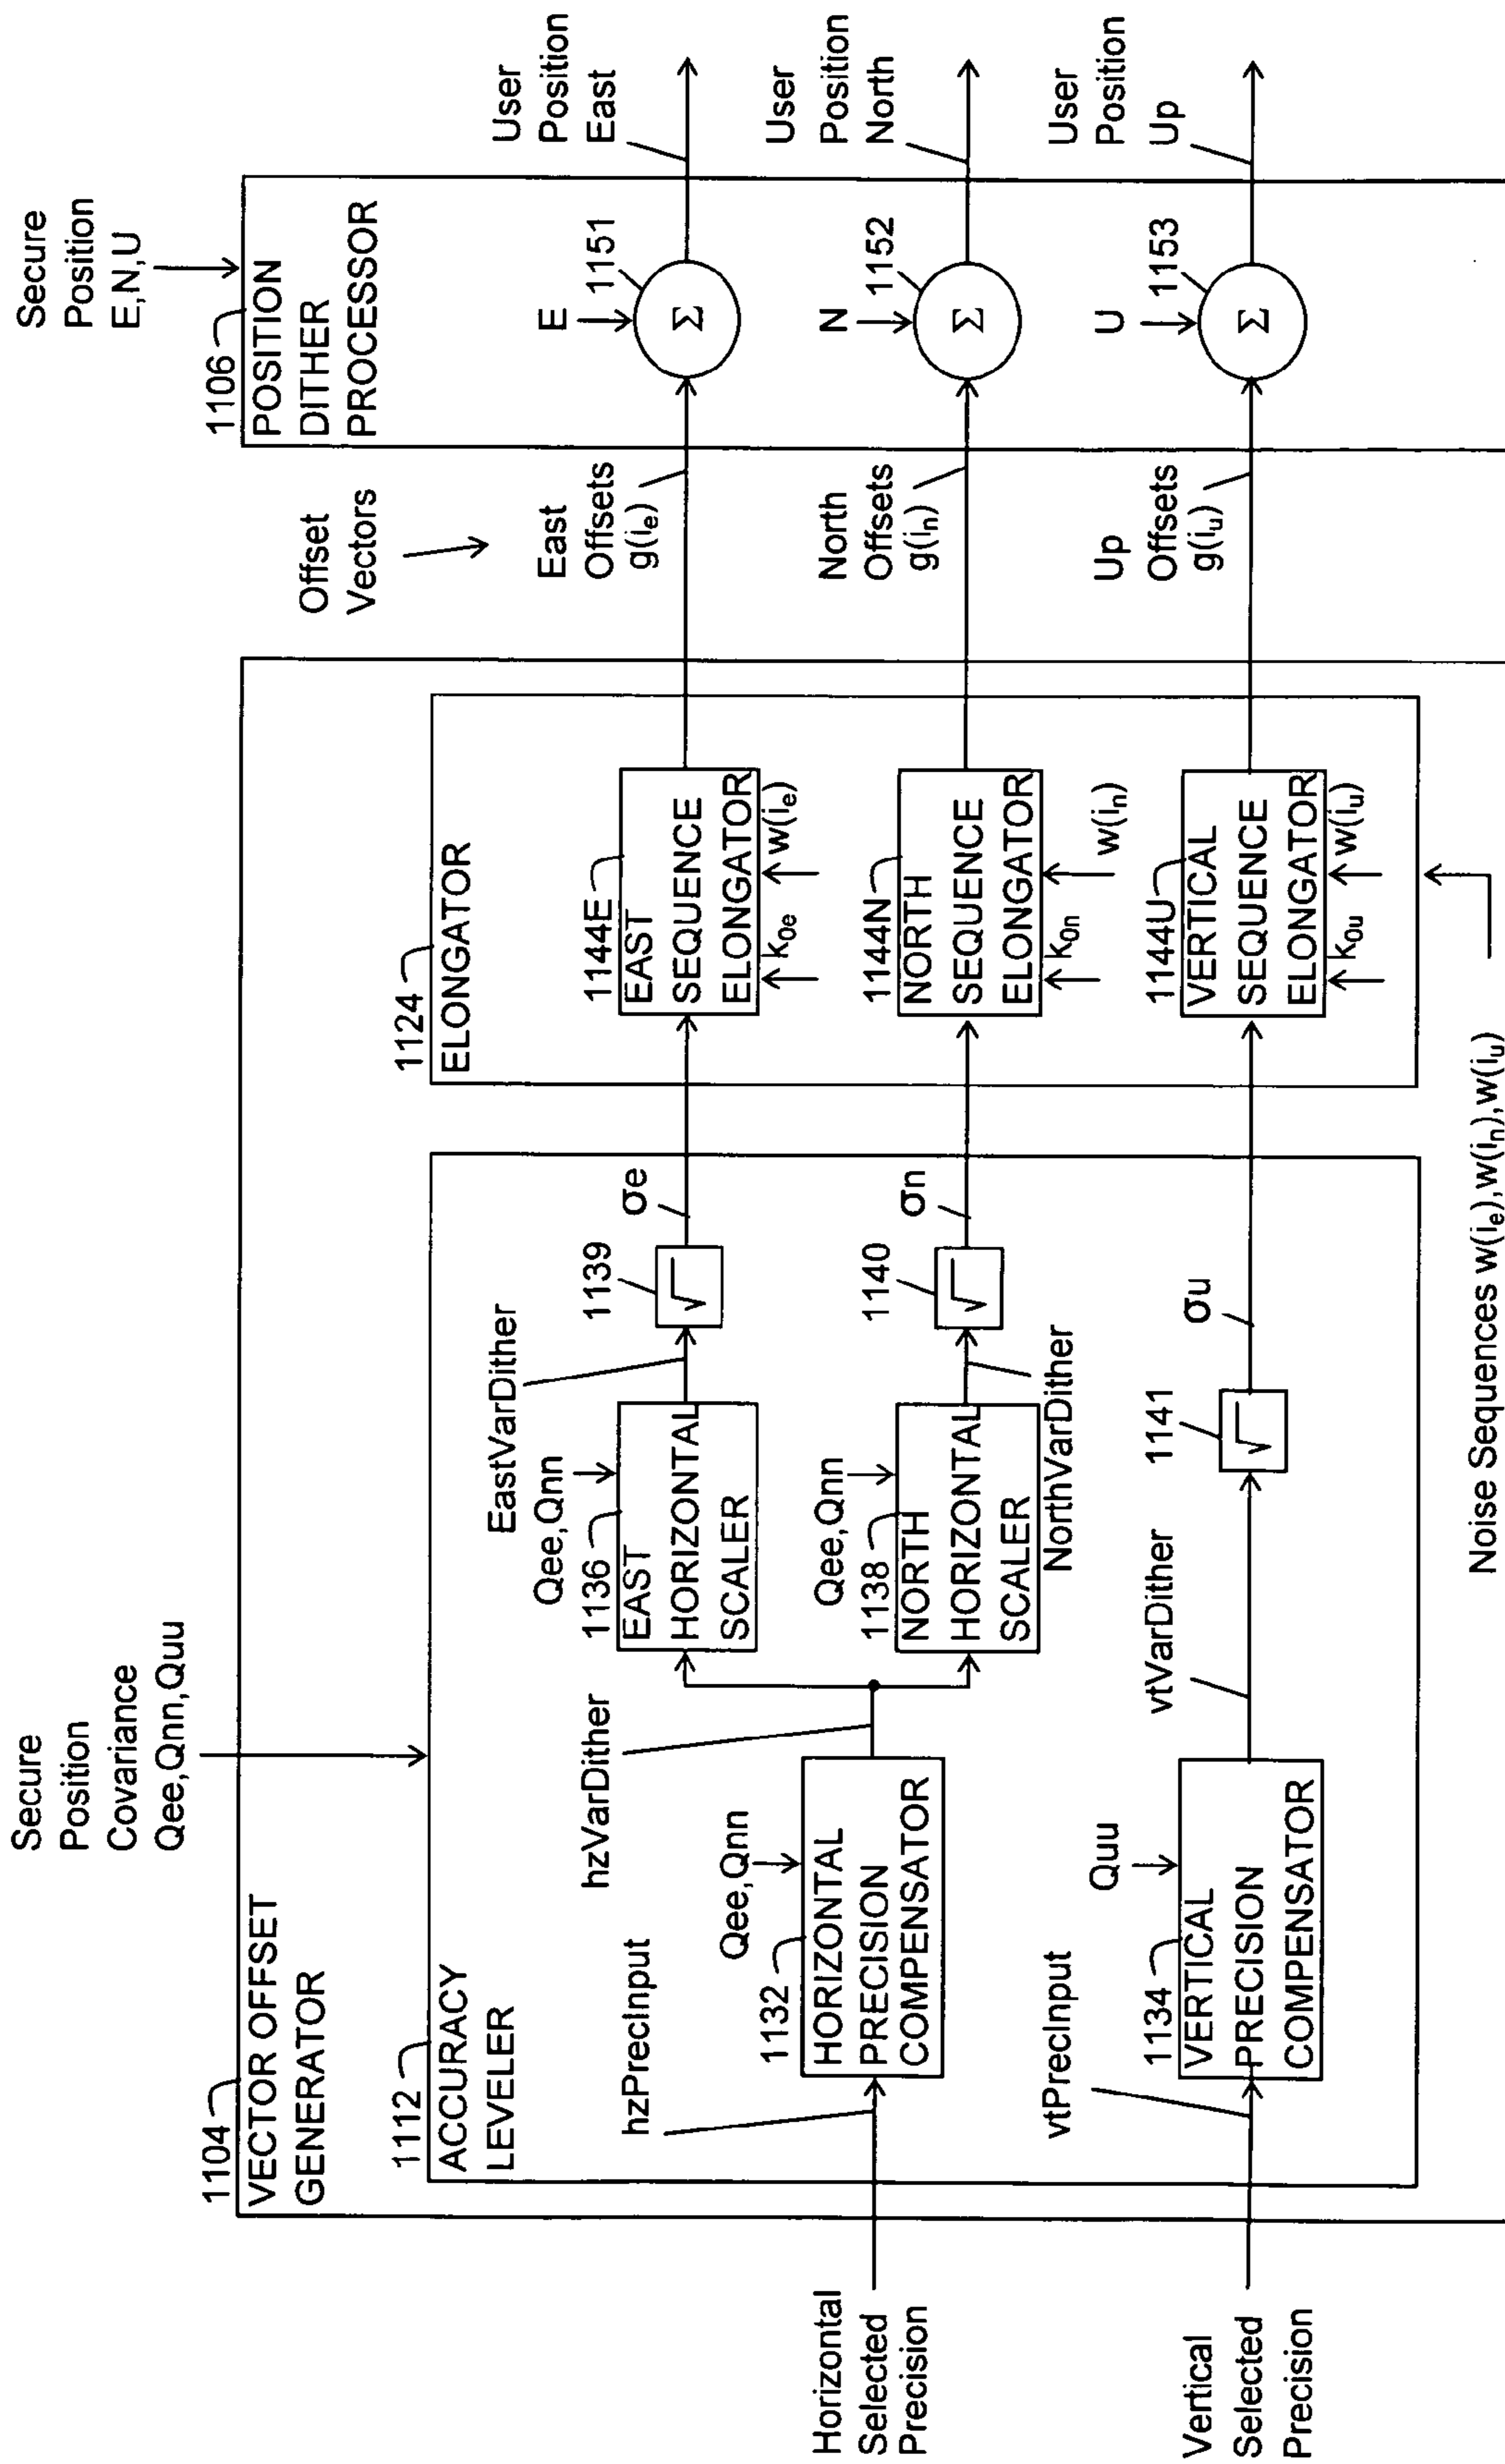 Secure
Position
Covariance
Qee,Qnn,Quu
Secure
Position
E,N,U
1104
VECTOR OFFSET
GENERATOR
1106
POSITION
DITHER
PROCESSOR
Offset
Vectors
1112
ACCURACY
LEVELER
1124
ELONGATOR
EastVarDither
Qee,Qnn
1136
EAST
HORIZONTAL
SCALER
1139
√
σe
1144E
EAST
SEQUENCE
ELONGATOR
k0e
w(ie)
East
Offsets
g(ie)
E
1151
Σ
User
Position
East
hzPrecInput
Qee,Qnn
1132
HORIZONTAL
PRECISION
COMPENSATOR
hzVarDither
Horizontal
Selected
Precision
Qee,Qnn
1138
NORTH
HORIZONTAL
SCALER
NorthVarDither
1140
√
σn
1144N
NORTH
SEQUENCE
ELONGATOR
k0n
w(in)
North
Offsets
g(in)
N
1152
Σ
User
Position
North
vtPrecInput
Quu
1134
VERTICAL
PRECISION
COMPENSATOR
vtVarDither
Vertical
Selected
Precision
1141
√
σu
1144U
VERTICAL
SEQUENCE
ELONGATOR
k0u
w(iu)
Up
Offsets
g(iu)
U
1153
Σ
User
Position
Up
Noise Sequences w(ie),w(in),w(iu)